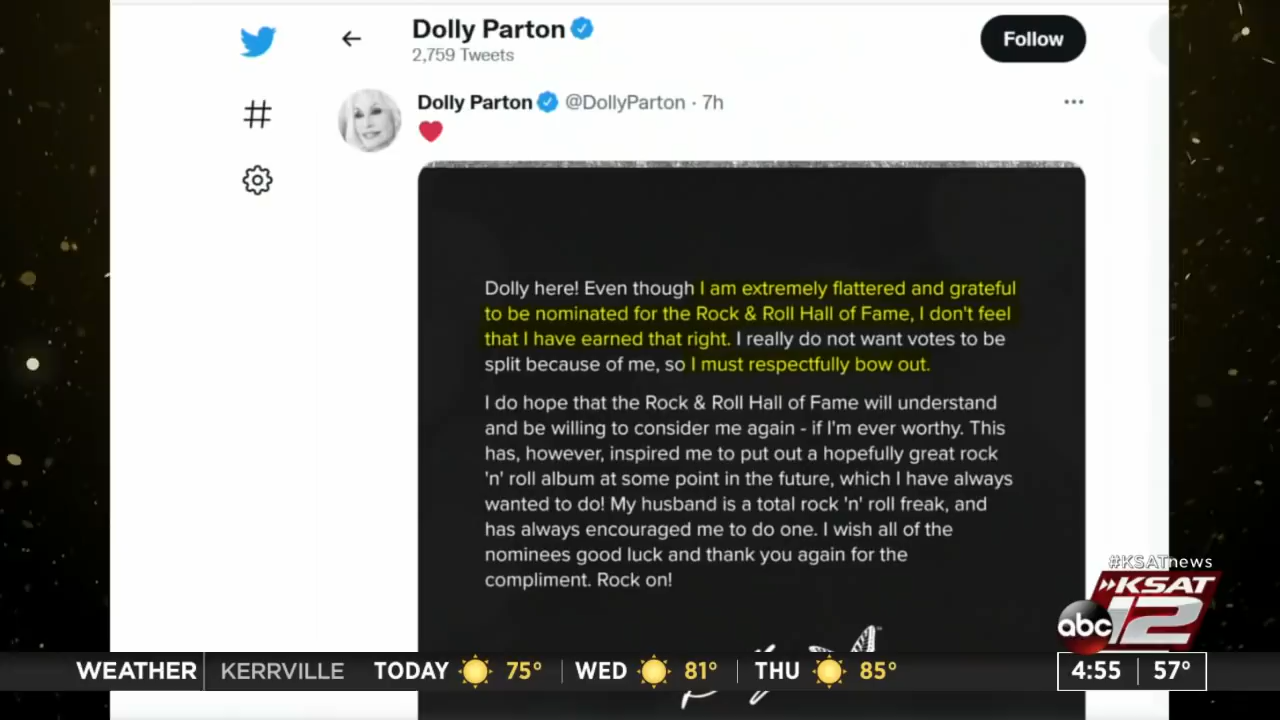 Dolly Parton
2,759 Tweets
Follow
Dolly Parton @DollyParton · 7h
Dolly here! Even though I am extremely flattered and grateful
to be nominated for the Rock & Roll Hall of Fame, I don't feel
that I have earned that right. I really do not want votes to be
split because of me, so I must respectfully bow out.
I do hope that the Rock & Roll Hall of Fame will understand
and be willing to consider me again - if I'm ever worthy. This
has, however, inspired me to put out a hopefully great rock
'n' roll album at some point in the future, which I have always
wanted to do! My husband is a total rock 'n' roll freak, and
has always encouraged me to do one. I wish all of the
nominees good luck and thank you again for the
compliment. Rock on!
#KSATnews
KSAT
abc 12
WEATHER KERRVILLE TODAY 75° WED 81° THU 85° 4:55 57°